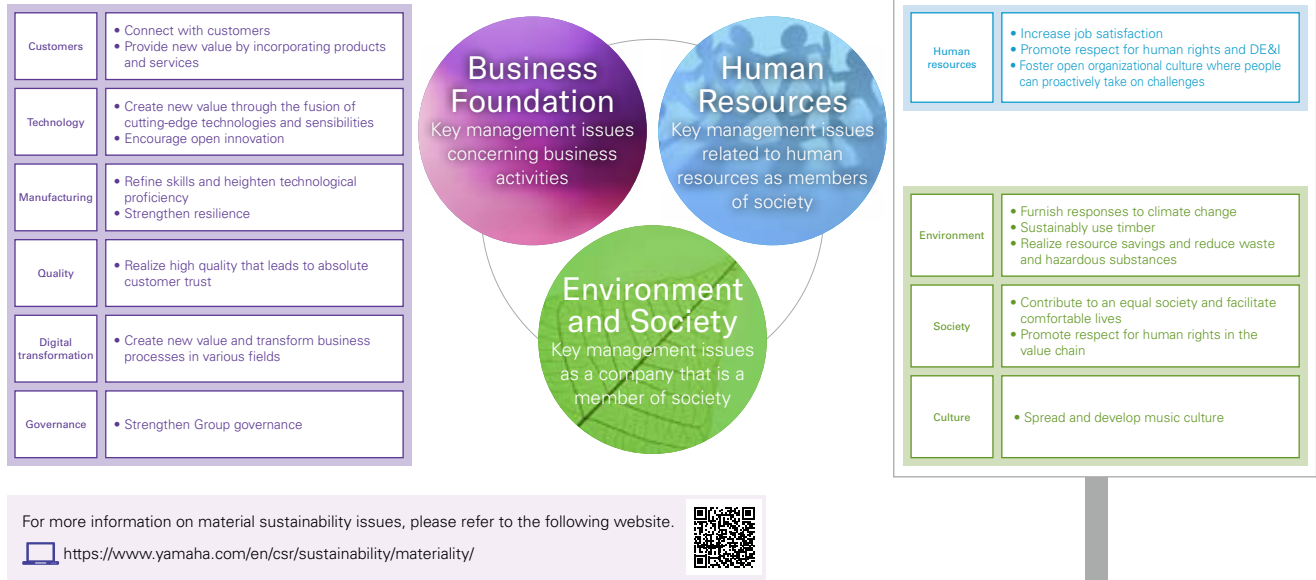 Customers
• Connect with customers
• Provide new value by incorporating products
and services
Technology
• Create new value through the fusion of
cutting-edge technologies and sensibilities
• Encourage open innovation
Manufacturing
• Refine skills and heighten technological
proficiency
• Strengthen resilience
Quality
• Realize high quality that leads to absolute
customer trust
Digital
transformation
• Create new value and transform business
processes in various fields
Governance
• Strengthen Group governance
Business
Foundation
Key management issues
concerning business
activities
Human
Resources
Key management issues
related to human
resources as members
of society
Environment
and Society
Key management issues
as a company that is a
member of society
Human
resources
• Increase job satisfaction
• Promote respect for human rights and DE&I
• Foster open organizational culture where people
can proactively take on challenges
Environment
• Furnish responses to climate change
• Sustainably use timber
• Realize resource savings and reduce waste
and hazardous substances
Society
• Contribute to an equal society and facilitate
comfortable lives
• Promote respect for human rights in the
value chain
Culture
• Spread and develop music culture
For more information on material sustainability issues, please refer to the following website.
https://www.yamaha.com/en/csr/sustainability/materiality/